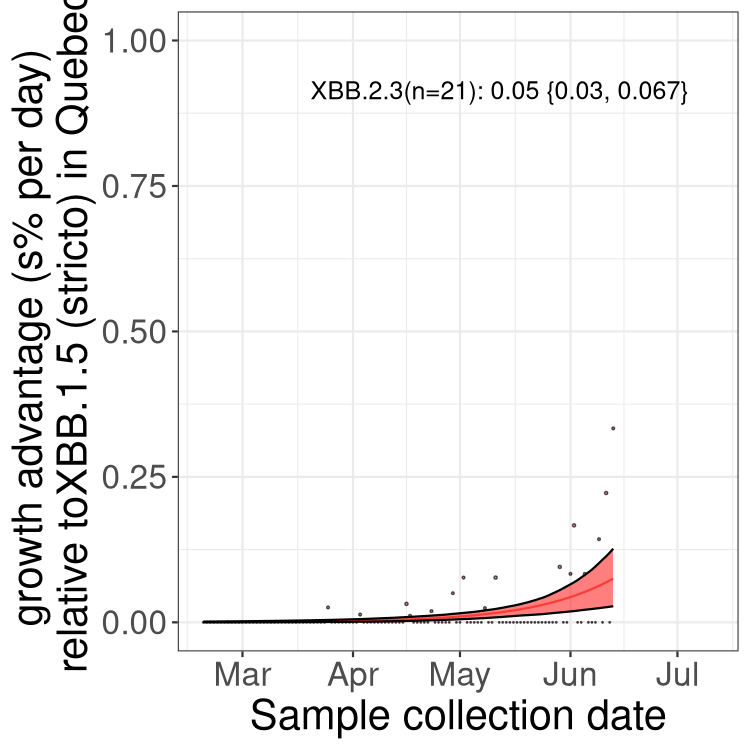 growth advantage (s% per day)
relative toXBB.1.5 (stricto) in Quebec
1.00
0.75
0.50
0.25
0.00
XBB.2.3(n=21): 0.05 {0.03, 0.067}
Mar Apr May Jun Jul
Sample collection date